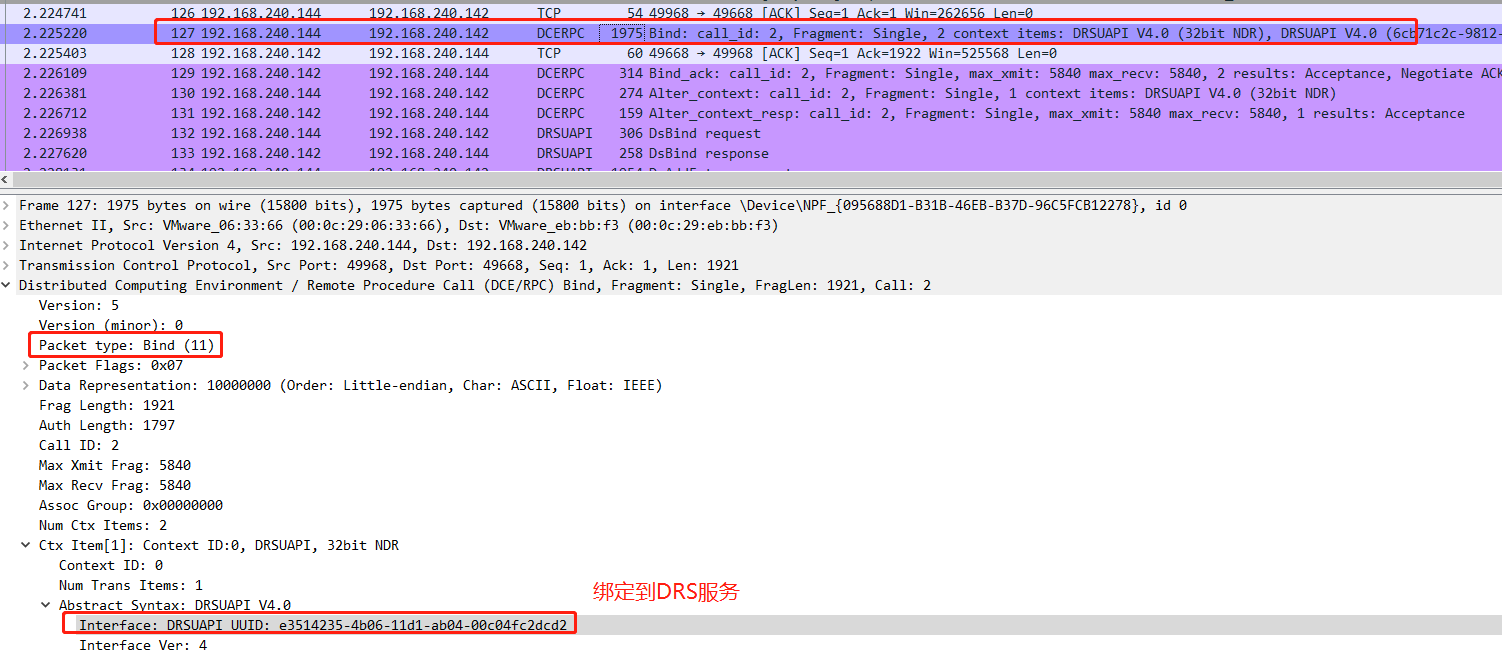 2.224741 126 192.168.240.144 192.168.240.142 TCP 54 49968 → 49668 [ACK] Seq=1 Ack=1 Win=262656 Len=0
2.225220 127 192.168.240.144 192.168.240.142 DCERPC 1975 Bind: call_id: 2, Fragment: Single, 2 context items: DRSUAPI V4.0 (32bit NDR), DRSUAPI V4.0 (6cb71c2c-9812-
2.225403 128 192.168.240.142 192.168.240.144 TCP 60 49668 → 49968 [ACK] Seq=1 Ack=1922 Win=525568 Len=0
2.226109 129 192.168.240.142 192.168.240.144 DCERPC 314 Bind_ack: call_id: 2, Fragment: Single, max_xmit: 5840 max_recv: 5840, 2 results: Acceptance, Negotiate ACK
2.226381 130 192.168.240.144 192.168.240.142 DCERPC 274 Alter_context: call_id: 2, Fragment: Single, 1 context items: DRSUAPI V4.0 (32bit NDR)
2.226712 131 192.168.240.142 192.168.240.144 DCERPC 159 Alter_context_resp: call_id: 2, Fragment: Single, max_xmit: 5840 max_recv: 5840, 1 results: Acceptance
2.226938 132 192.168.240.144 192.168.240.142 DRSUAPI 306 DsBind request
2.227620 133 192.168.240.142 192.168.240.144 DRSUAPI 258 DsBind response
Frame 127: 1975 bytes on wire (15800 bits), 1975 bytes captured (15800 bits) on interface \Device\NPF_{095688D1-B31B-46EB-B37D-96C5FCB12278}, id 0
Ethernet II, Src: VMware_06:33:66 (00:0c:29:06:33:66), Dst: VMware_eb:bb:f3 (00:0c:29:eb:bb:f3)
Internet Protocol Version 4, Src: 192.168.240.144, Dst: 192.168.240.142
Transmission Control Protocol, Src Port: 49968, Dst Port: 49668, Seq: 1, Ack: 1, Len: 1921
Distributed Computing Environment / Remote Procedure Call (DCE/RPC) Bind, Fragment: Single, FragLen: 1921, Call: 2
Version: 5
Version (minor): 0
Packet type: Bind (11)
Packet Flags: 0x07
Data Representation: 10000000 (Order: Little-endian, Char: ASCII, Float: IEEE)
Frag Length: 1921
Auth Length: 1797
Call ID: 2
Max Xmit Frag: 5840
Max Recv Frag: 5840
Assoc Group: 0x00000000
Num Ctx Items: 2
Ctx Item[1]: Context ID:0, DRSUAPI, 32bit NDR
Context ID: 0
Num Trans Items: 1
绑定到DRS服务
Abstract Syntax: DRSUAPI V4.0
Interface: DRSUAPI UUID: e3514235-4b06-11d1-ab04-00c04fc2dcd2
Interface Ver: 4